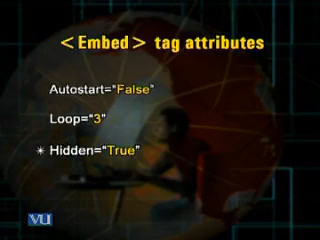 <Embed> tag attributes
Autostart="False"
Loop="3"
✴ Hidden="True"
VU